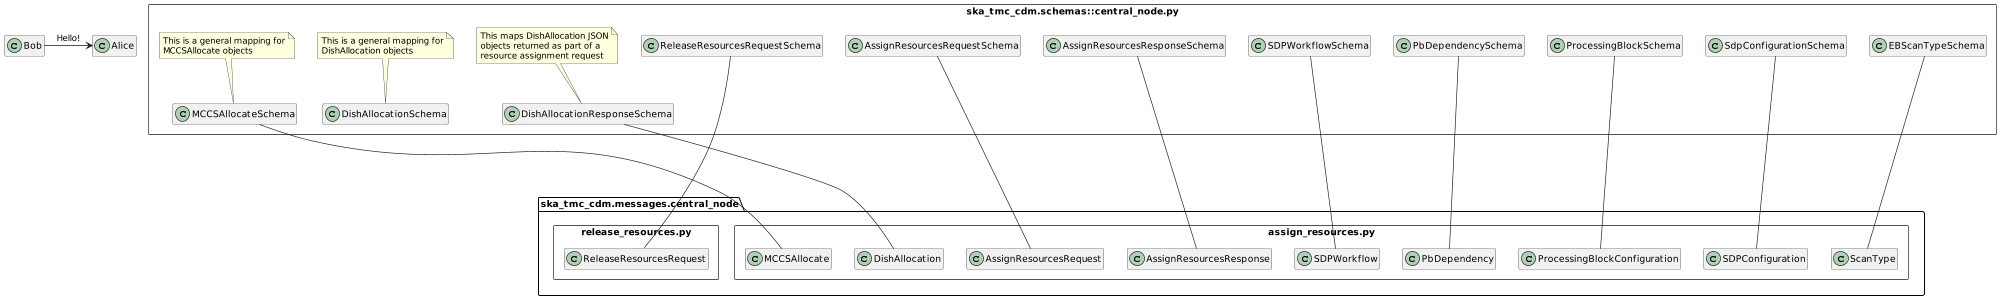 ska_tmc_cdm.schemas::central_node.py
Hello!
C Bob
C Alice
This is a general mapping for
MCCSAllocate objects
This is a general mapping for
DishAllocation objects
This maps DishAllocation JSON
objects returned as part of a
resource assignment request
C ReleaseResourcesRequestSchema
C AssignResourcesRequestSchema
C AssignResourcesResponseSchema
C SDPWorkflowSchema
C PbDependencySchema
C ProcessingBlockSchema
C SdpConfigurationSchema
C EBScanTypeSchema
C MCCSAllocateSchema
C DishAllocationSchema
C DishAllocationResponseSchema
ska_tmc_cdm.messages.central_node
release_resources.py
assign_resources.py
C ReleaseResourcesRequest
C MCCSAllocate
C DishAllocation
C AssignResourcesRequest
C AssignResourcesResponse
C SDPWorkflow
C PbDependency
C ProcessingBlockConfiguration
C SDPConfiguration
C ScanType